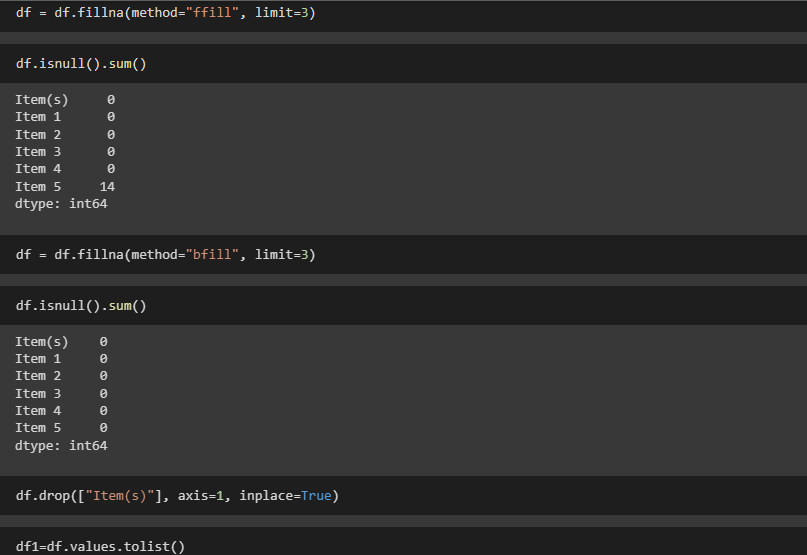 df = df.fillna(method="ffill", limit=3)
df.isnull().sum()
Item(s)     0
Item 1      0
Item 2      0
Item 3      0
Item 4      0
Item 5     14
dtype: int64
df = df.fillna(method="bfill", limit=3)
df.isnull().sum()
Item(s)    0
Item 1     0
Item 2     0
Item 3     0
Item 4     0
Item 5     0
dtype: int64
df.drop(["Item(s)"], axis=1, inplace=True)
df1=df.values.tolist()